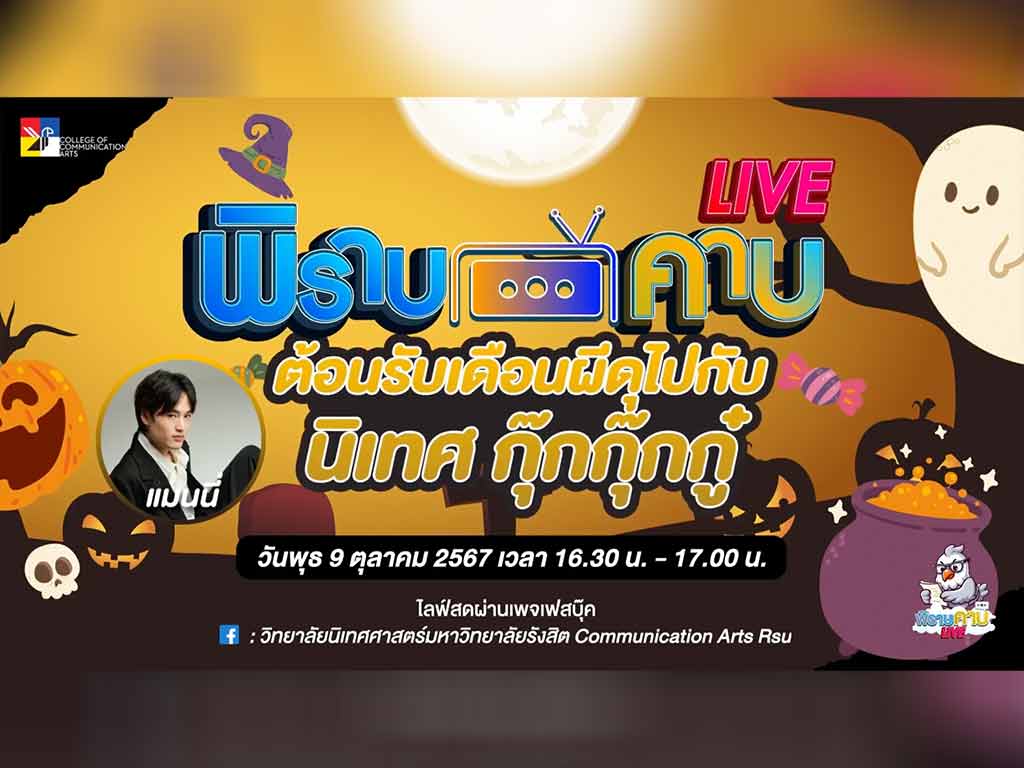 COLLEGE OF
COMMUNICATION
ARTS
LIVE
พิราบ คาบ
ต้อนรับเดือนผีดุไปกับ
นิเทศ กุ๊กกุ๊กกู๋
แมนนี่
วันพุธ 9 ตุลาคม 2567 เวลา 16.30 น. - 17.00 น.
ไลฟ์สดผ่านเพจเฟสบุ๊ค
: วิทยาลัยนิเทศศาสตร์มหาวิทยาลัยรังสิต Communication Arts Rsu
พิราบคาบ
LIVE